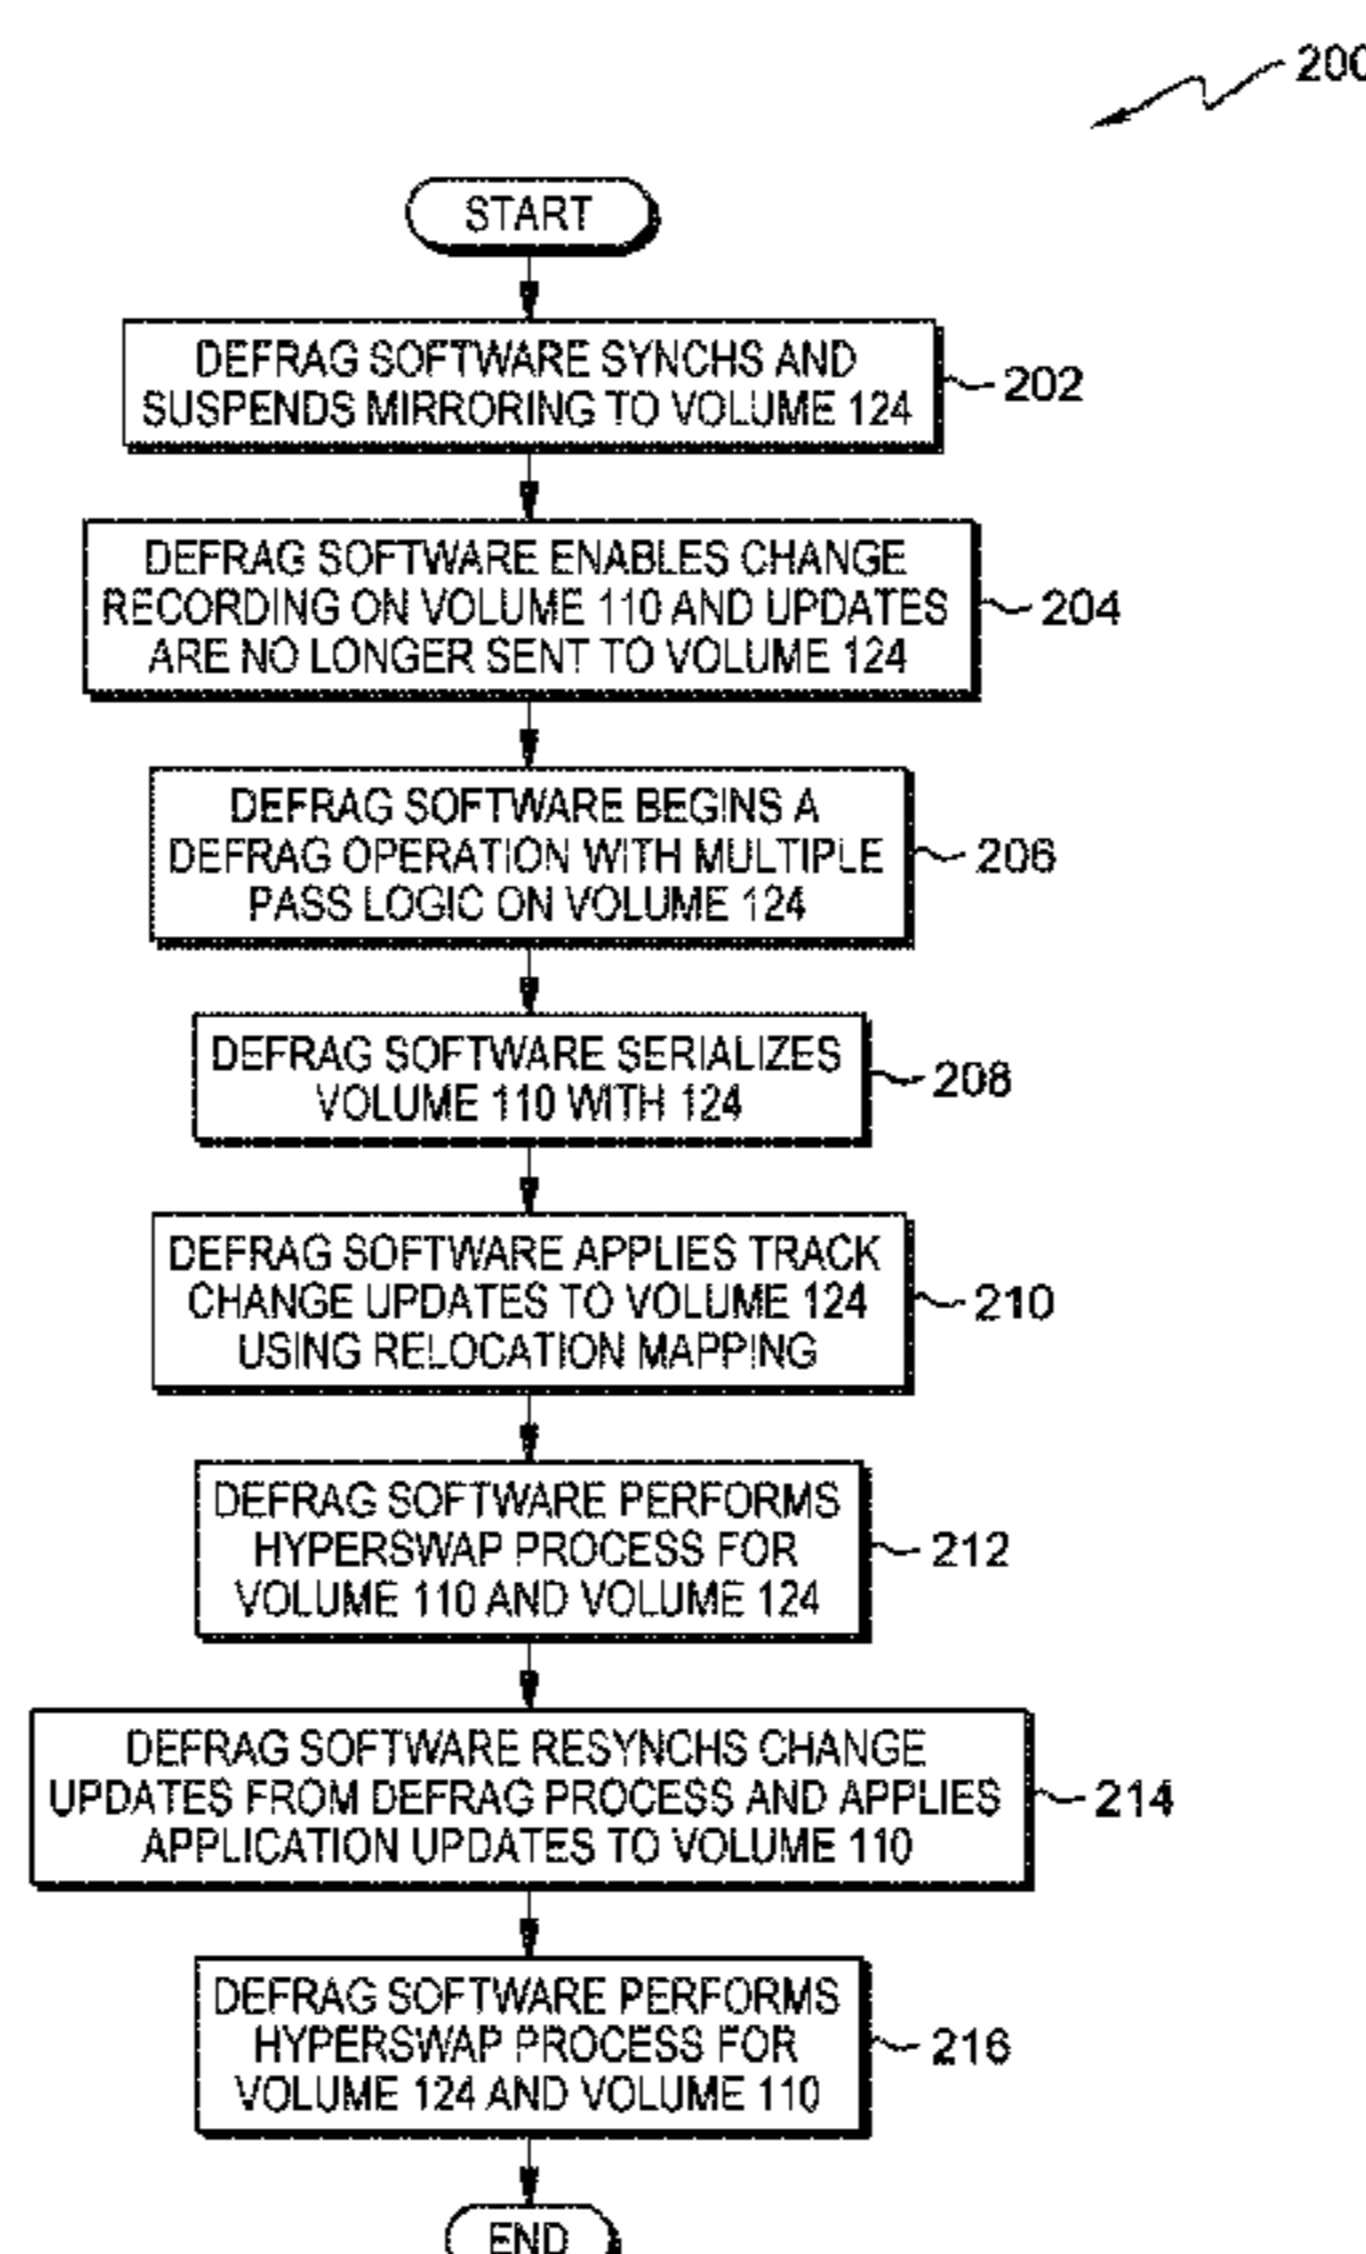 200
START
DEFRAG SOFTWARE SYNCHS AND
SUSPENDS MIRRORING TO VOLUME 124
202
DEFRAG SOFTWARE ENABLES CHANGE
RECORDING ON VOLUME 110 AND UPDATES
ARE NO LONGER SENT TO VOLUME 124
204
DEFRAG SOFTWARE BEGINS A
DEFRAG OPERATION WITH MULTIPLE
PASS LOGIC ON VOLUME 124
206
DEFRAG SOFTWARE SERIALIZES
VOLUME 110 WITH 124
208
DEFRAG SOFTWARE APPLIES TRACK
CHANGE UPDATES TO VOLUME 124
USING RELOCATION MAPPING
210
DEFRAG SOFTWARE PERFORMS
HYPERSWAP PROCESS FOR
VOLUME 110 AND VOLUME 124
212
DEFRAG SOFTWARE RESYNCHS CHANGE
UPDATES FROM DEFRAG PROCESS AND APPLIES
APPLICATION UPDATES TO VOLUME 110
214
DEFRAG SOFTWARE PERFORMS
HYPERSWAP PROCESS FOR
VOLUME 124 AND VOLUME 110
216
END